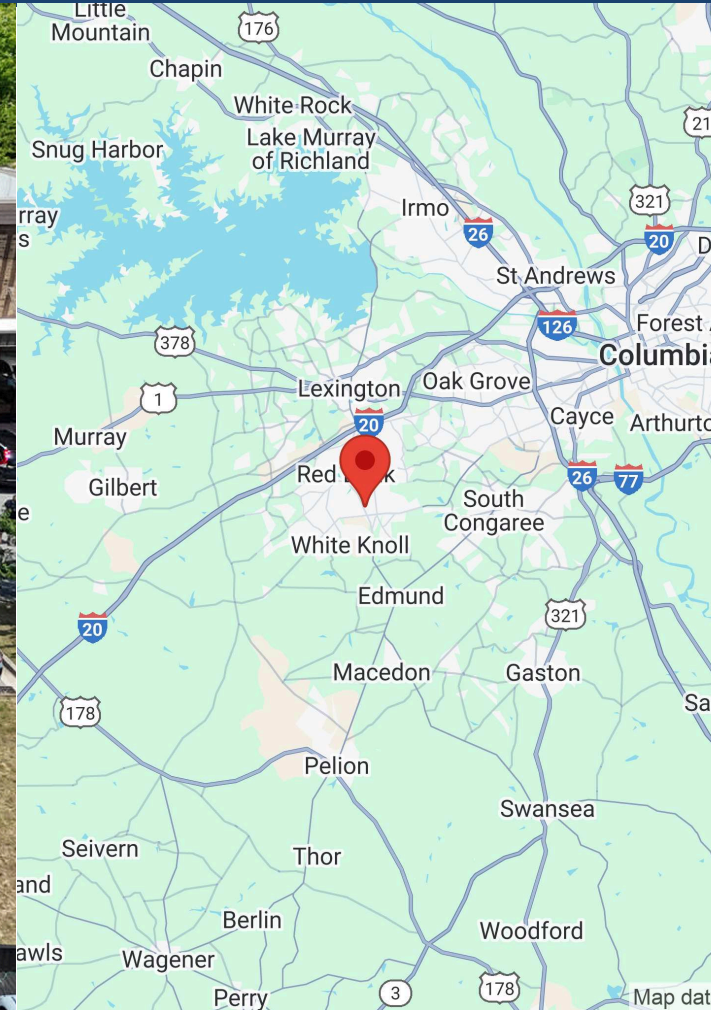 Little
Mountain
176
Chapin
White Rock
21
Snug Harbor
Lake Murray
of Richland
321
rray
s
Irmo
26
20
D
St Andrews
126
Forest
378
Columbia
Lexington
Oak Grove
1
20
Cayce
Murray
Arthurto
Red
k
26
77
Gilbert
South
Congaree
e
White Knoll
Edmund
321
20
Macedon
Gaston
178
Sa
Pelion
Swansea
Seivern
Thor
and
Berlin
Woodford
awls
Wagener
178
Perry
3
Map dat